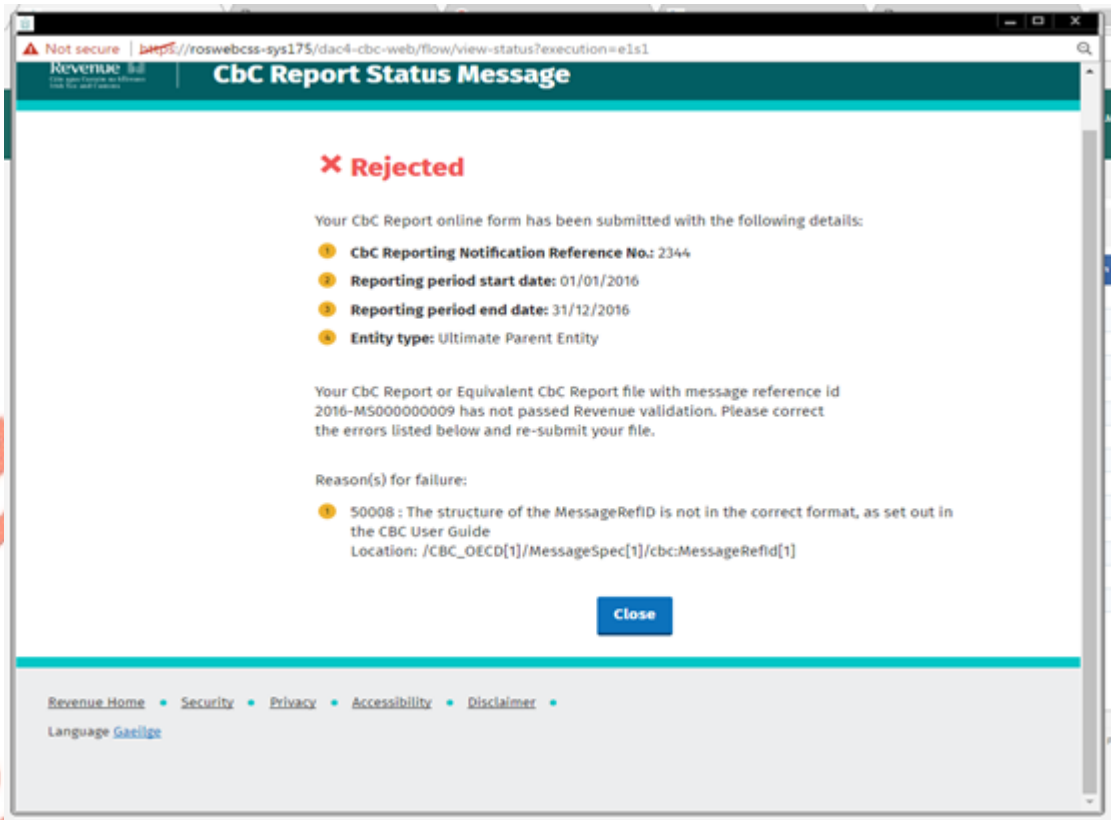 Not secure | https://roswebcss-sys175/dac4-cbc-web/flow/view-status?execution=e1s1
Revenue
CbC Report Status Message
Rejected
Your CbC Report online form has been submitted with the following details:
1 CbC Reporting Notification Reference No.: 2344
2 Reporting period start date: 01/01/2016
3 Reporting period end date: 31/12/2016
4 Entity type: Ultimate Parent Entity
Your CbC Report or Equivalent CbC Report file with message reference id
2016-MS000000009 has not passed Revenue validation. Please correct
the errors listed below and re-submit your file.
Reason(s) for failure:
1 50008 : The structure of the MessageRefID is not in the correct format, as set out in
the CBC User Guide
Location: /CBC_OECD[1]/MessageSpec[1]/cbc:MessageRefId[1]
Close
Revenue Home • Security • Privacy • Accessibility • Disclaimer •
Language Gaeilge